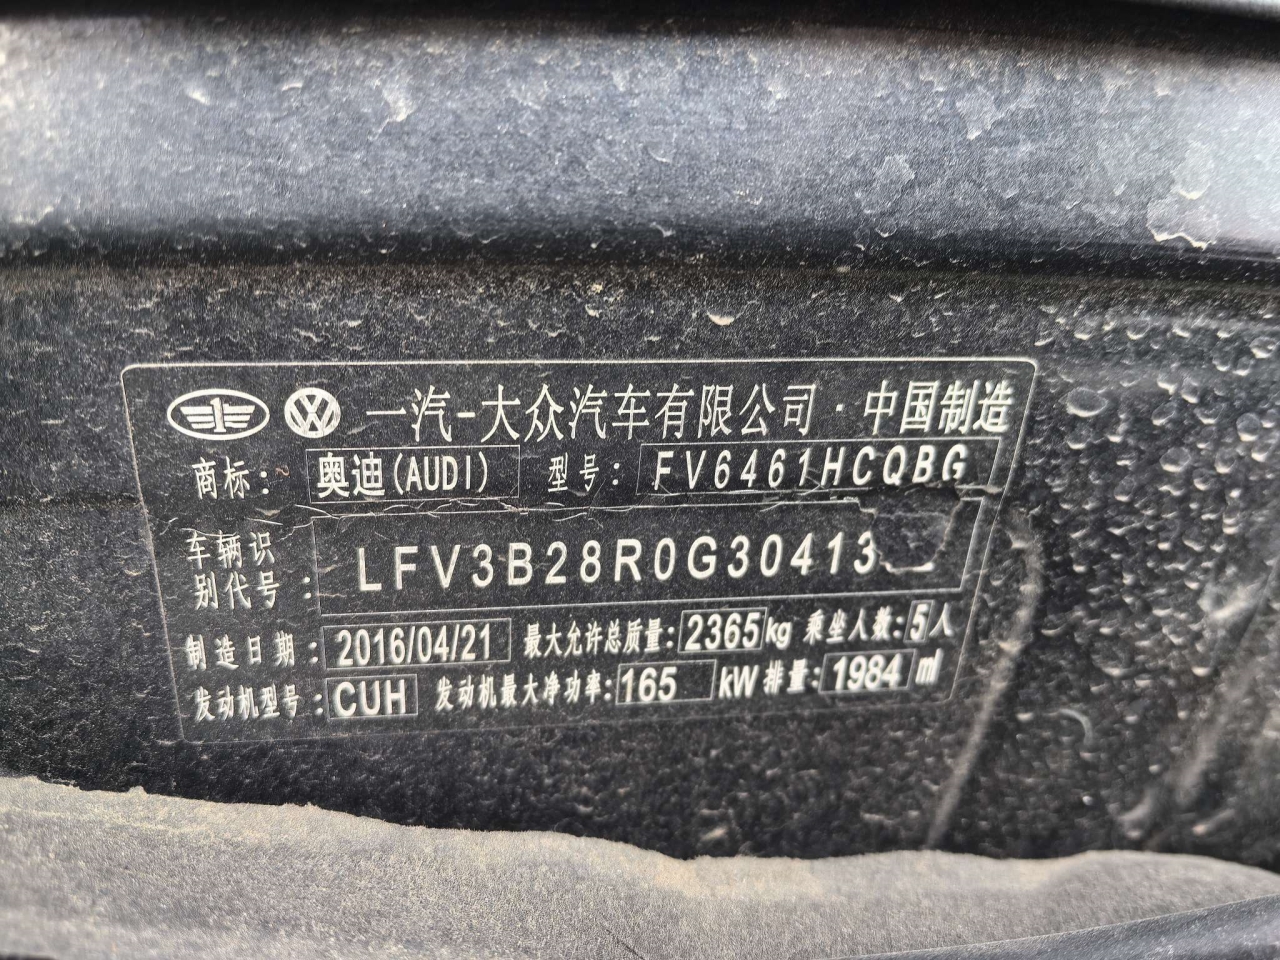 一汽-大众汽车有限公司·中国制造
商标: 奥迪(AUDI) 型号: FV6461HCQBG
车辆识别代号: LFV3B28R0G30413
制造日期: 2016/04/21 最大允许总质量: 2365kg 乘坐人数: 5人
发动机型号: CUH 发动机最大净功率: 165 kW 排量: 1984 ml